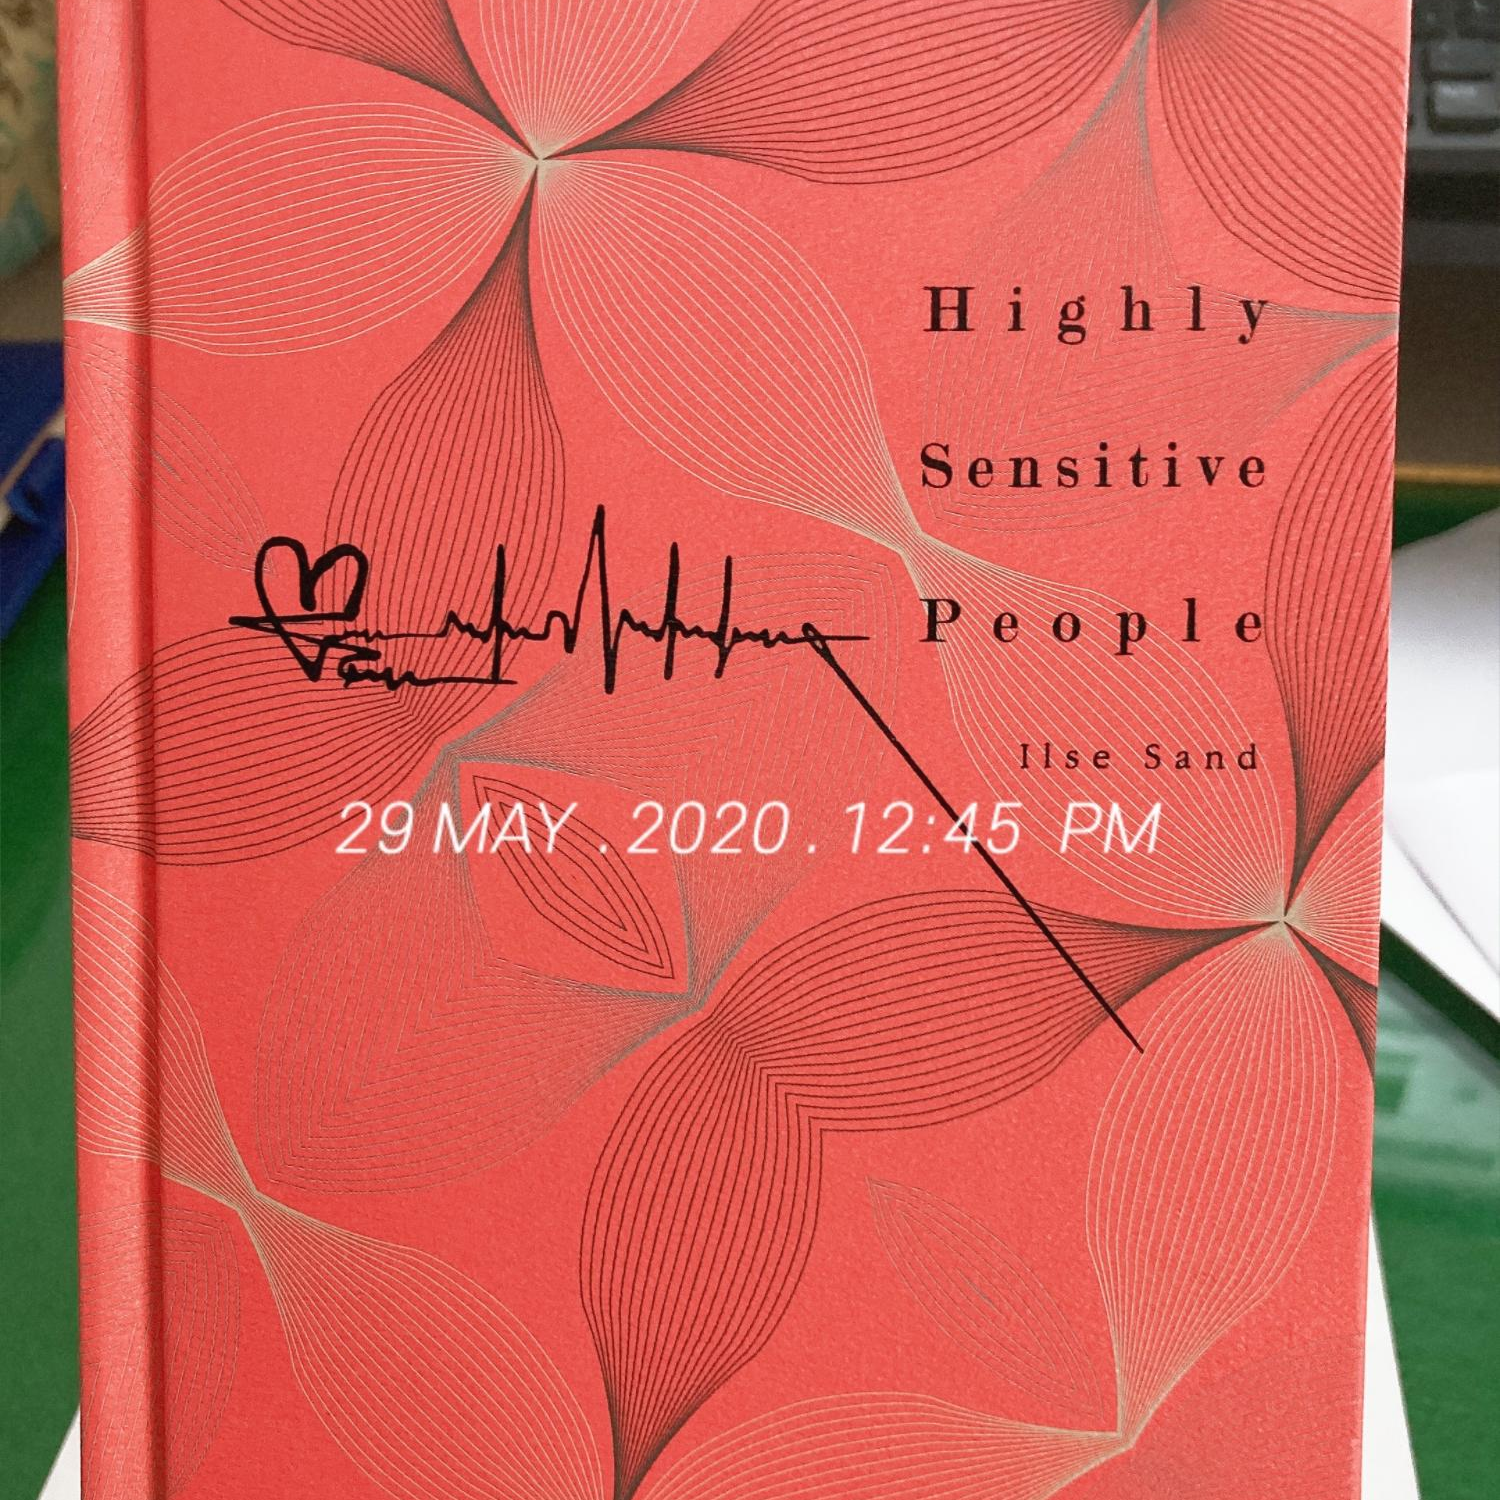 Highly
Sensitive
People
Ilse Sand
29 MAY . 2020 . 12:45 PM